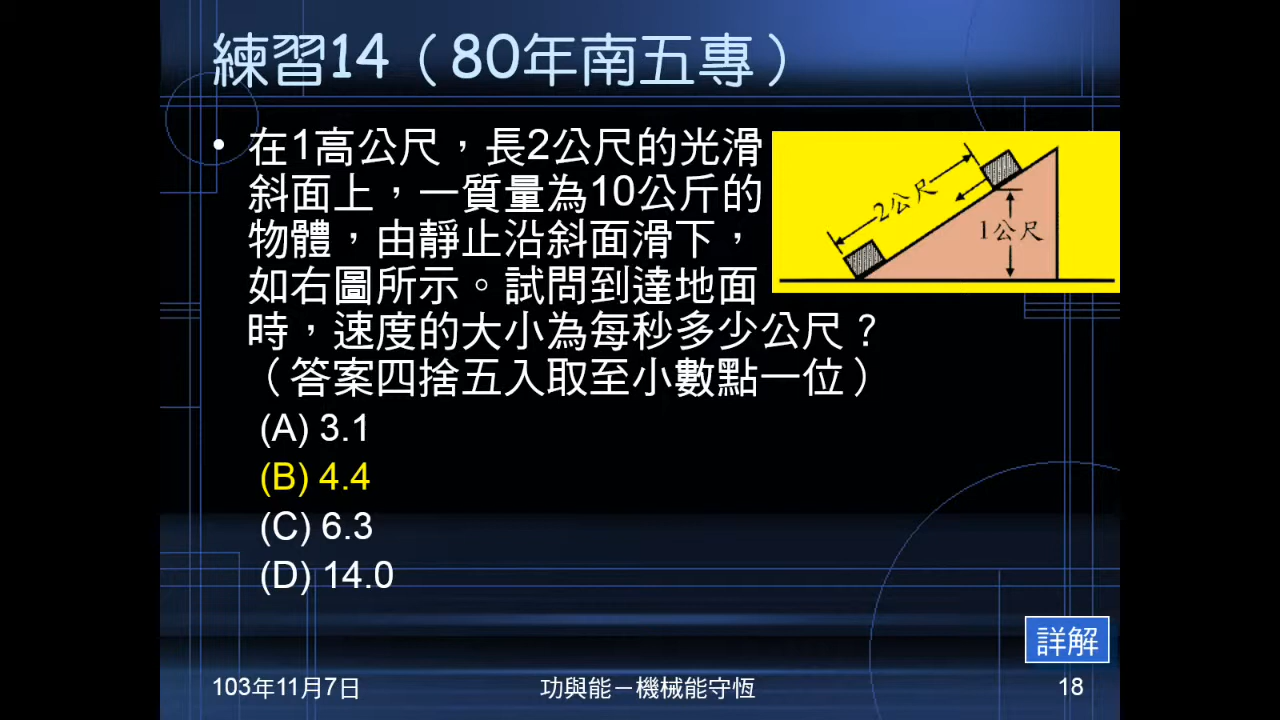 練習14（80年南五專）
• 在1高公尺，長2公尺的光滑
斜面上，一質量為10公斤的
物體，由靜止沿斜面滑下，
如右圖所示。試問到達地面
時，速度的大小為每秒多少公尺？
（答案四捨五入取至小數點一位）
2公尺
1公尺
(A) 3.1
(B) 4.4
(C) 6.3
(D) 14.0
詳解
103年11月7日
功與能－機械能守恆
18